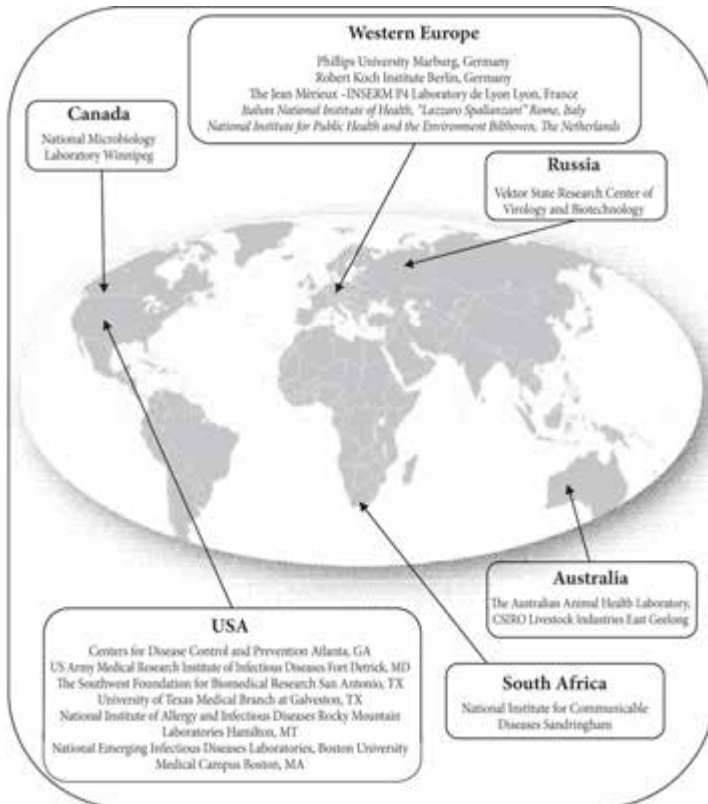 Western Europe
Phillips University Marburg, Germany
Robert Koch Institute Berlin, Germany
The Jean Mérieux –INSERM P4 Laboratory de Lyon Lyon, France
Italian National Institute of Health, "Lazzaro Spallanzani" Rome, Italy
National Institute for Public Health and the Environment Bilthoven, The Netherlands
Canada
National Microbiology
Laboratory Winnipeg
Russia
Vektor State Research Center of
Virology and Biotechnology
Australia
The Australian Animal Health Laboratory,
CSIRO Livestock Industries East Geelong
USA
Centers for Disease Control and Prevention Atlanta, GA
US Army Medical Research Institute of Infectious Diseases Fort Detrick, MD
The Southwest Foundation for Biomedical Research San Antonio, TX
University of Texas Medical Branch at Galveston, TX
National Institute of Allergy and Infectious Diseases Rocky Mountain
Laboratories Hamilton, MT
National Emerging Infectious Diseases Laboratories, Boston University
Medical Campus Boston, MA
South Africa
National Institute for Communicable
Diseases Sandringham